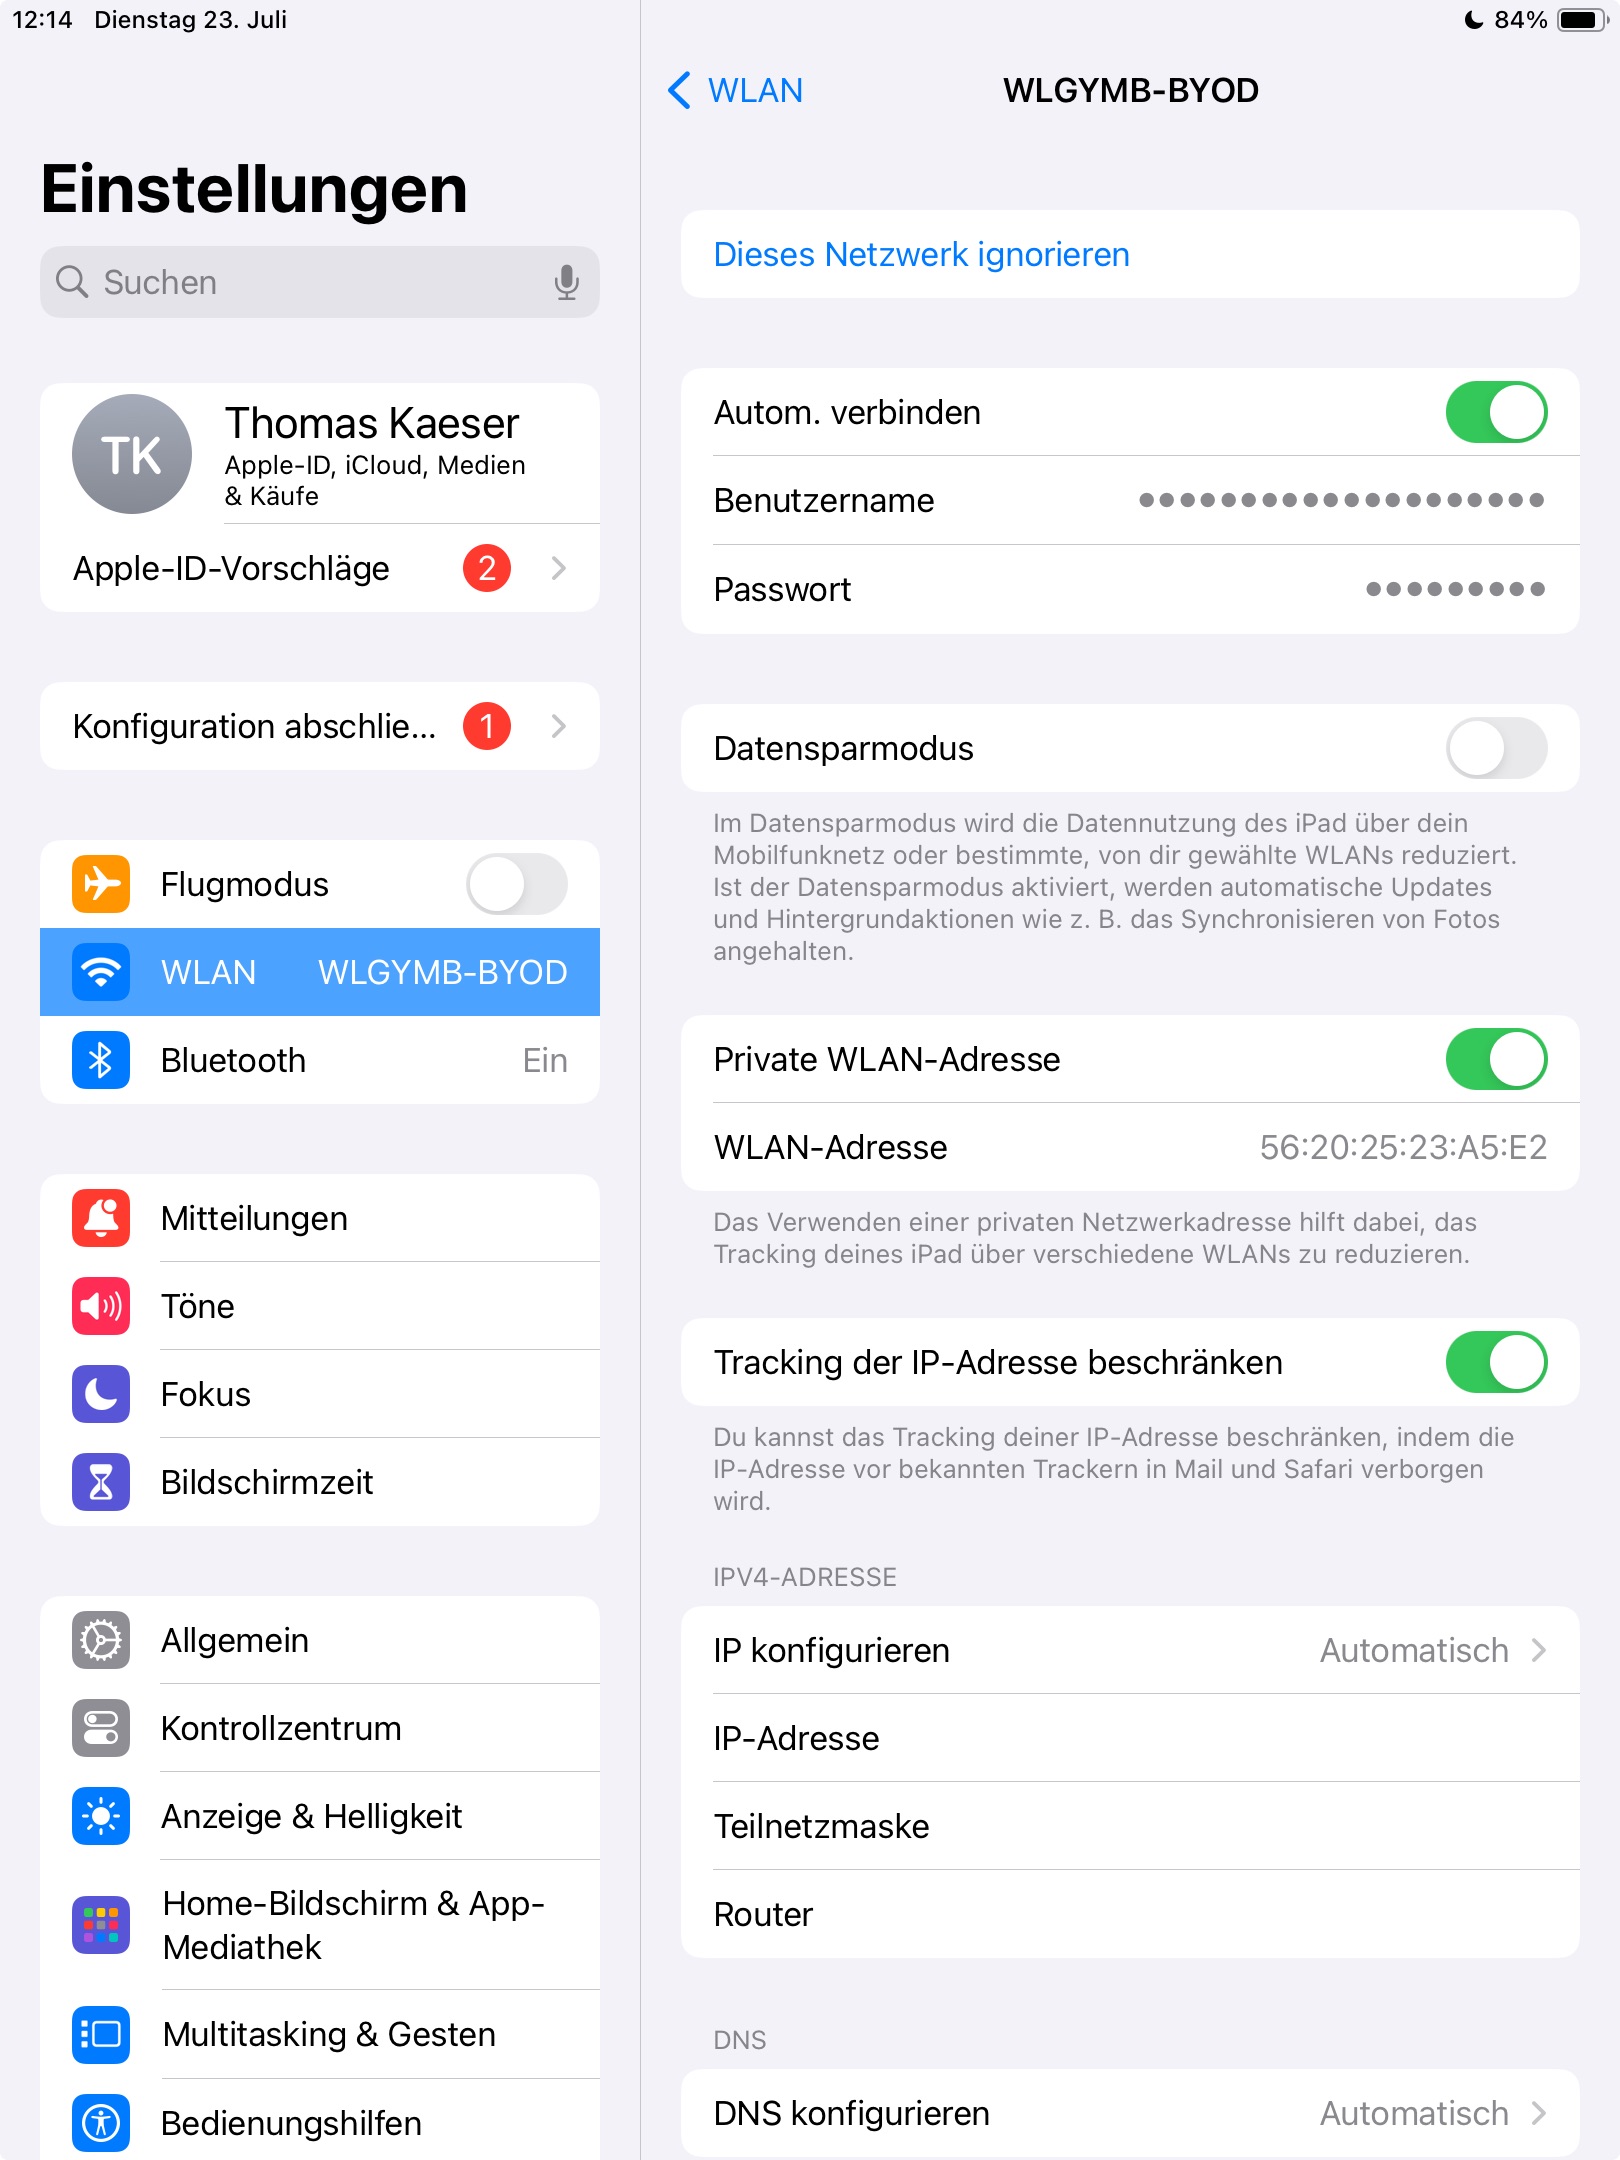 12:14 Dienstag 23. Juli
84%
Einstellungen
Suchen
TK
Thomas Kaeser
Apple-ID, iCloud, Medien
& Käufe
Apple-ID-Vorschläge 2
Konfiguration abschlie... 1
Flugmodus
WLAN WLGYMB-BYOD
Bluetooth Ein
Mitteilungen
Töne
Fokus
Bildschirmzeit
Allgemein
Kontrollzentrum
Anzeige & Helligkeit
Home-Bildschirm & App-
Mediathek
Multitasking & Gesten
Bedienungshilfen
WLAN
WLGYMB-BYOD
Dieses Netzwerk ignorieren
Autom. verbinden
Benutzername ••••••••••••••••••••
Passwort •••••••••
Datensparmodus
Im Datensparmodus wird die Datennutzung des iPad über dein
Mobilfunknetz oder bestimmte, von dir gewählte WLANs reduziert.
Ist der Datensparmodus aktiviert, werden automatische Updates
und Hintergrundaktionen wie z. B. das Synchronisieren von Fotos
angehalten.
Private WLAN-Adresse
WLAN-Adresse 56:20:25:23:A5:E2
Das Verwenden einer privaten Netzwerkadresse hilft dabei, das
Tracking deines iPad über verschiedene WLANs zu reduzieren.
Tracking der IP-Adresse beschränken
Du kannst das Tracking deiner IP-Adresse beschränken, indem die
IP-Adresse vor bekannten Trackern in Mail und Safari verborgen
wird.
IPV4-ADRESSE
IP konfigurieren Automatisch
IP-Adresse
Teilnetzmaske
Router
DNS
DNS konfigurieren Automatisch